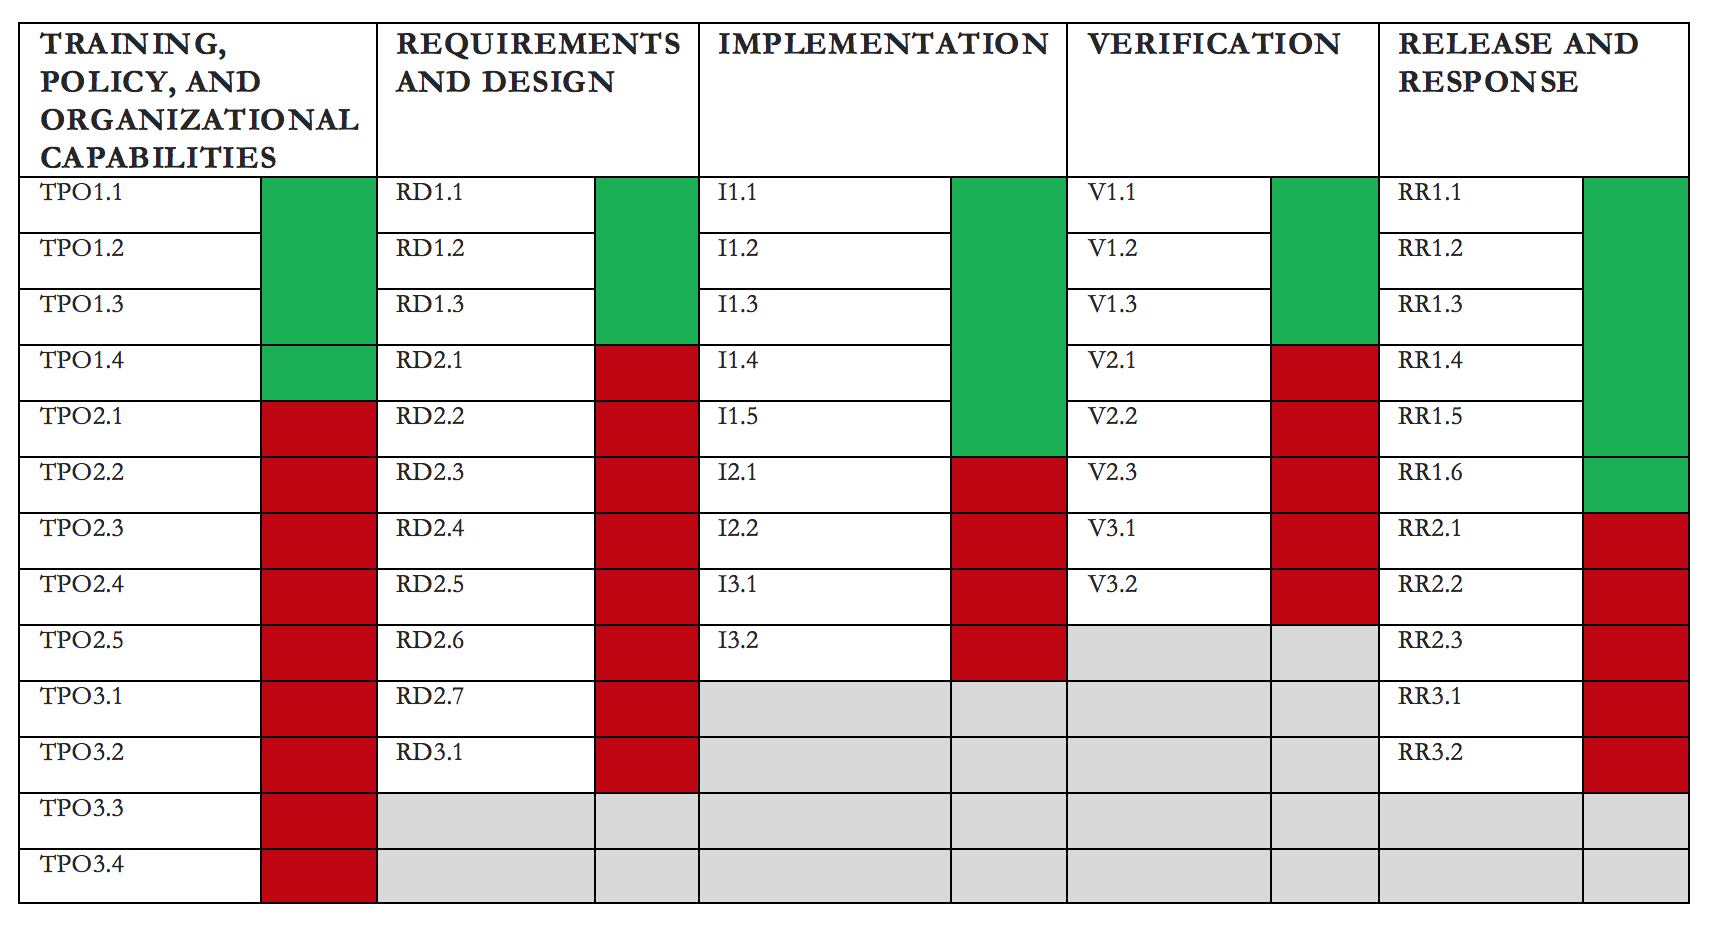 TRAINING,
POLICY, AND
ORGANIZATIONAL
CAPABILITIES
REQUIREMENTS
AND DESIGN
IMPLEMENTATION
VERIFICATION
RELEASE AND
RESPONSE
TPO1.1 RD1.1 I1.1 V1.1 RR1.1
TPO1.2 RD1.2 I1.2 V1.2 RR1.2
TPO1.3 RD1.3 I1.3 V1.3 RR1.3
TPO1.4 RD2.1 I1.4 V2.1 RR1.4
TPO2.1 RD2.2 I1.5 V2.2 RR1.5
TPO2.2 RD2.3 I2.1 V2.3 RR1.6
TPO2.3 RD2.4 I2.2 V3.1 RR2.1
TPO2.4 RD2.5 I3.1 V3.2 RR2.2
TPO2.5 RD2.6 I3.2 RR2.3
TPO3.1 RD2.7 RR3.1
TPO3.2 RD3.1 RR3.2
TPO3.3
TPO3.4